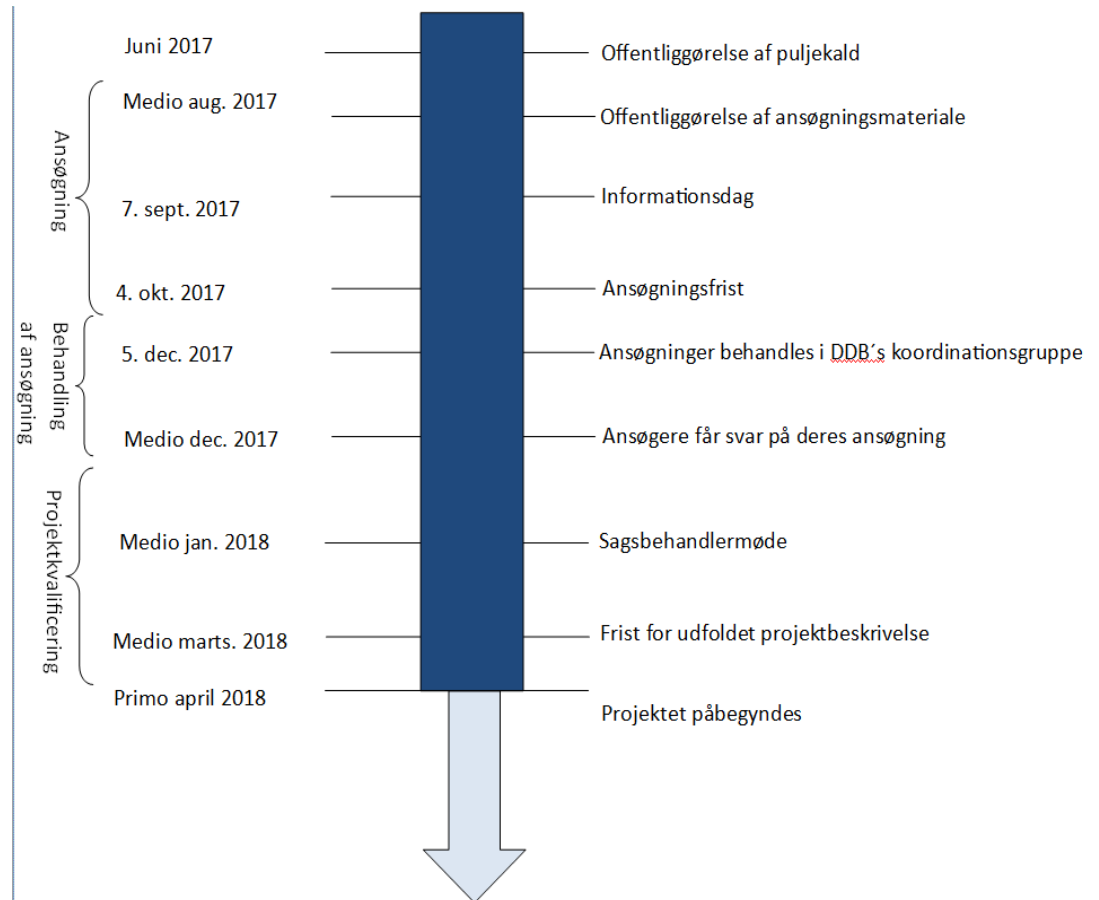 Juni 2017
Offentliggørelse af puljekald
Ansøgning
Medio aug. 2017
Offentliggørelse af ansøgningsmateriale
7. sept. 2017
Informationsdag
4. okt. 2017
Ansøgningsfrist
Behandling
af ansøgning
5. dec. 2017
Ansøgninger behandles i DDB´s koordinationsgruppe
Medio dec. 2017
Ansøgere får svar på deres ansøgning
Projektkvalificering
Medio jan. 2018
Sagsbehandlermøde
Medio marts. 2018
Frist for udfoldet projektbeskrivelse
Primo april 2018
Projektet påbegyndes